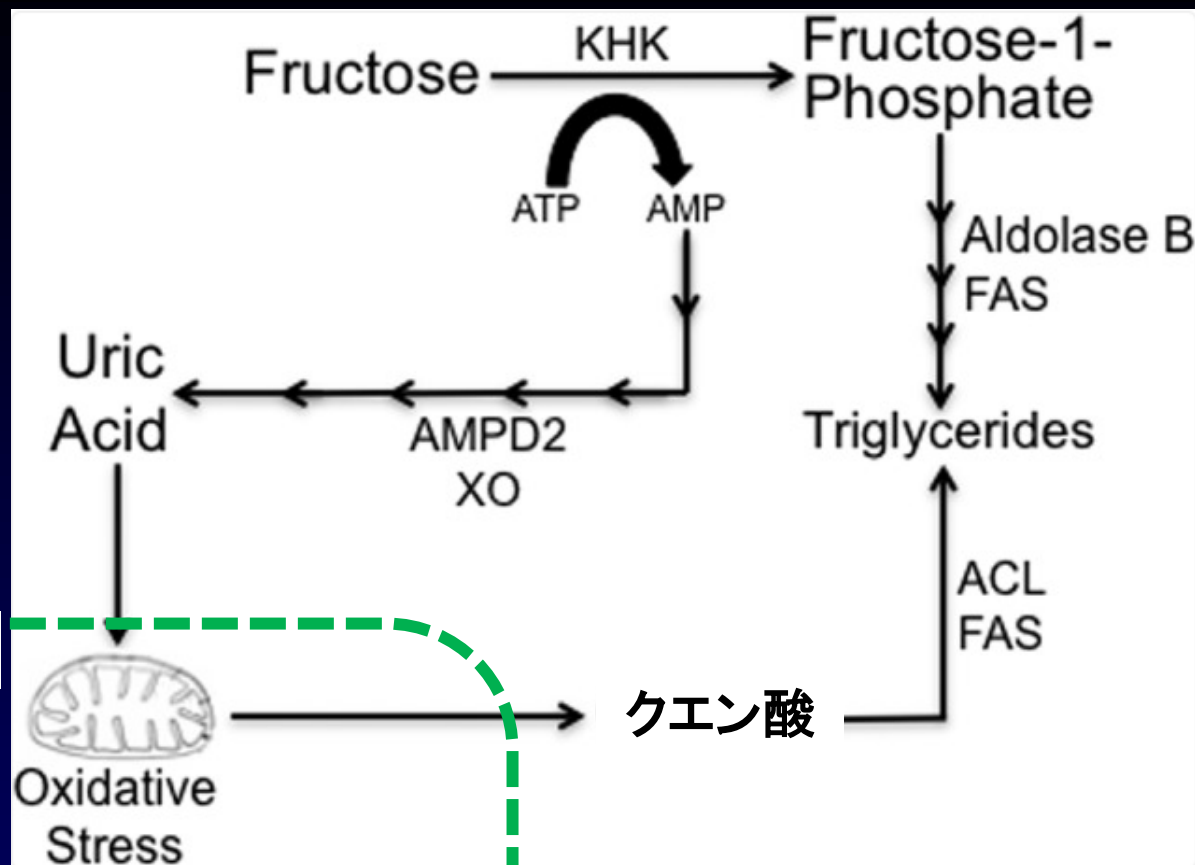 Fructose
KHK
Fructose-1-
Phosphate
ATP
AMP
Aldolase B
FAS
Uric
Acid
AMPD2
XO
Triglycerides
ACL
FAS
クエン酸
Oxidative
Stress